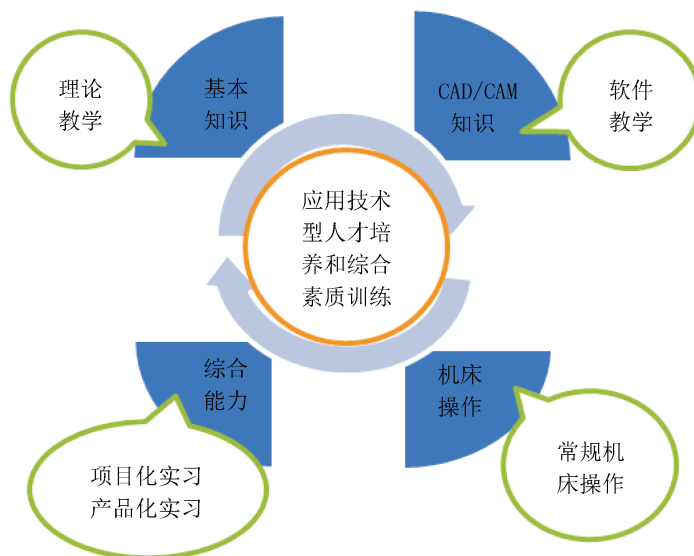 理论
教学
基本
知识
CAD/CAM
知识
软件
教学
应用技术
型人才培
养和综合
素质训练
综合
能力
项目化实习
产品化实习
机床
操作
常规机
床操作